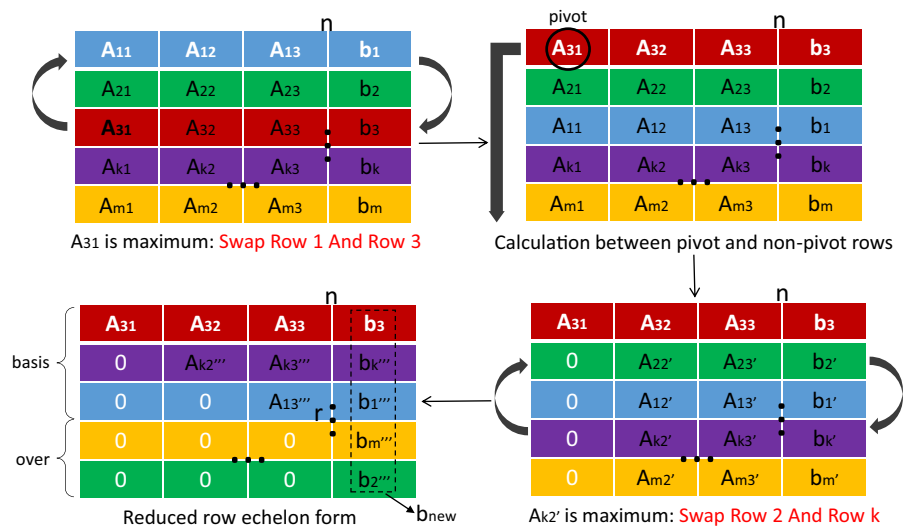 n
A11 A12 A13 b1
A21 A22 A23 b2
A31 A32 A33 b3
Ak1 Ak2 Ak3 bk
Am1 Am2 Am3 bm
A31 is maximum: Swap Row 1 And Row 3
pivot
n
A31 A32 A33 b3
A21 A22 A23 b2
A11 A12 A13 b1
Ak1 Ak2 Ak3 bk
Am1 Am2 Am3 bm
Calculation between pivot and non-pivot rows
n
A31 A32 A33 b3
0 A22' A23' b2'
0 A12' A13' b1'
0 Ak2' Ak3' bk'
0 Am2' Am3' bm'
Ak2' is maximum: Swap Row 2 And Row k
n
basis
over
A31 A32 A33 b3
0 Ak2''' Ak3''' bk'''
0 0 A13''' b1'''
r
0 0 0 bm'''
0 0 0 b2'''
Reduced row echelon form
bnew